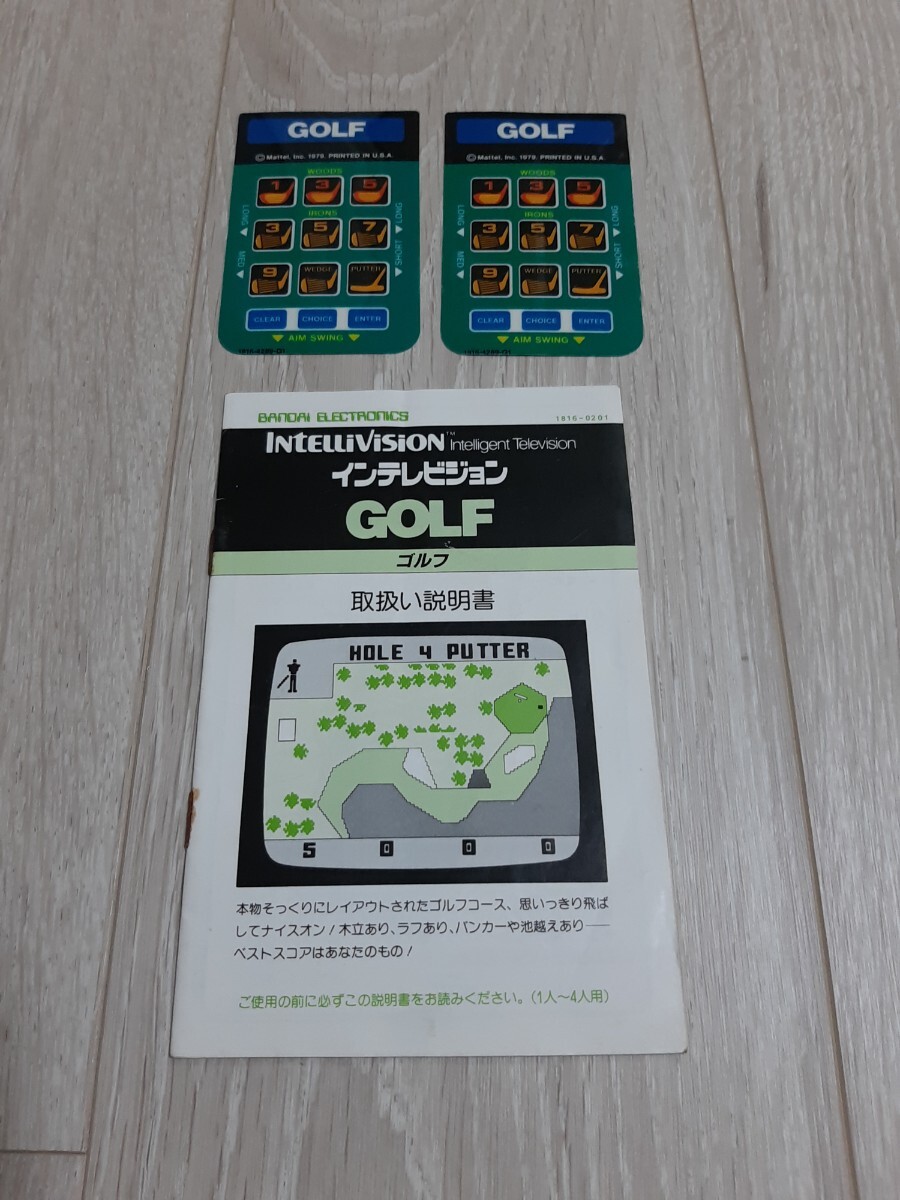 GOLF
© Mattel, Inc. 1979. PRINTED IN U.S.A.
WOODS
1 3 5
IRONS
3 5 7
9 WEDGE PUTTER
LONG
MED
LONG
SHORT
CLEAR CHOICE ENTER
▼ AIM SWING ▼
1816-4289-G1
GOLF
© Mattel, Inc. 1979. PRINTED IN U.S.A.
WOODS
1 3 5
IRONS
3 5 7
9 WEDGE PUTTER
LONG
MED
LONG
SHORT
CLEAR CHOICE ENTER
▼ AIM SWING ▼
BANDAI ELECTRONICS
1816-0201
INTELLIVISION™ Intelligent Television
インテレビジョン
GOLF
ゴルフ
取扱い説明書
HOLE 4 PUTTER
5 0 0 0
本物そっくりにレイアウトされたゴルフコース、思いっきり飛ば
してナイスオン！木立あり、ラフあり、バンカーや池越えあり——
ベストスコアはあなたのもの！
ご使用の前に必ずこの説明書をお読みください。(1人〜4人用)